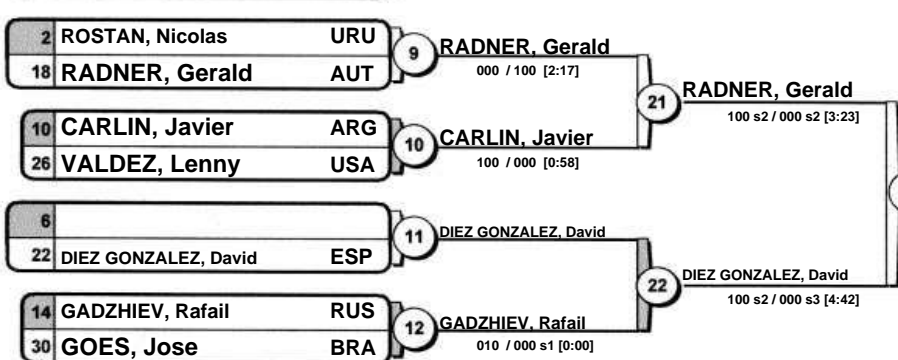 2 ROSTAN, Nicolas URU
18 RADNER, Gerald AUT
9
RADNER, Gerald
000 / 100 [2:17]
10 CARLIN, Javier ARG
26 VALDEZ, Lenny USA
10
CARLIN, Javier
100 / 000 [0:58]
21
RADNER, Gerald
100 s2 / 000 s2 [3:23]
6
22 DIEZ GONZALEZ, David ESP
11
DIEZ GONZALEZ, David
14 GADZHIEV, Rafail RUS
30 GOES, Jose BRA
12
GADZHIEV, Rafail
010 / 000 s1 [0:00]
22
DIEZ GONZALEZ, David
100 s2 / 000 s3 [4:42]